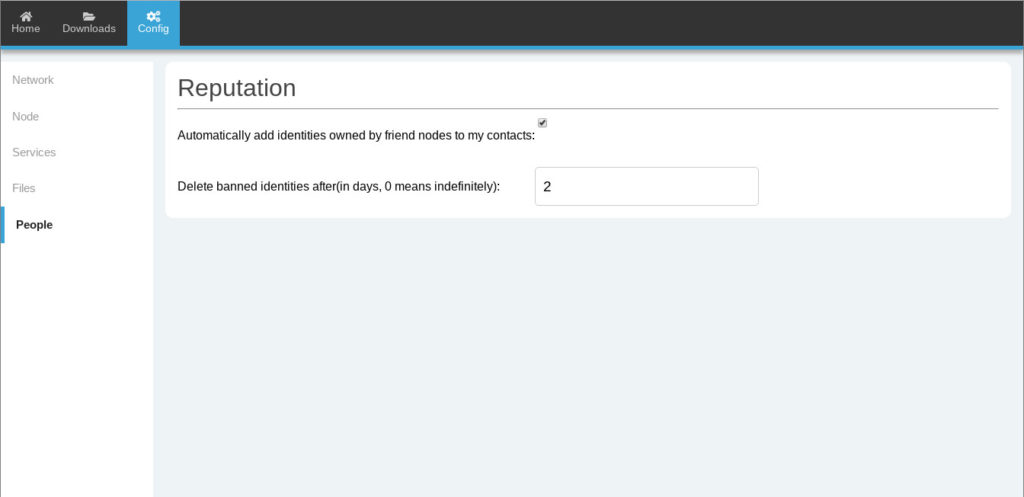 Home
Downloads
Config
Network
Node
Services
Files
People
Reputation
Automatically add identities owned by friend nodes to my contacts:
Delete banned identities after(in days, 0 means indefinitely):
2